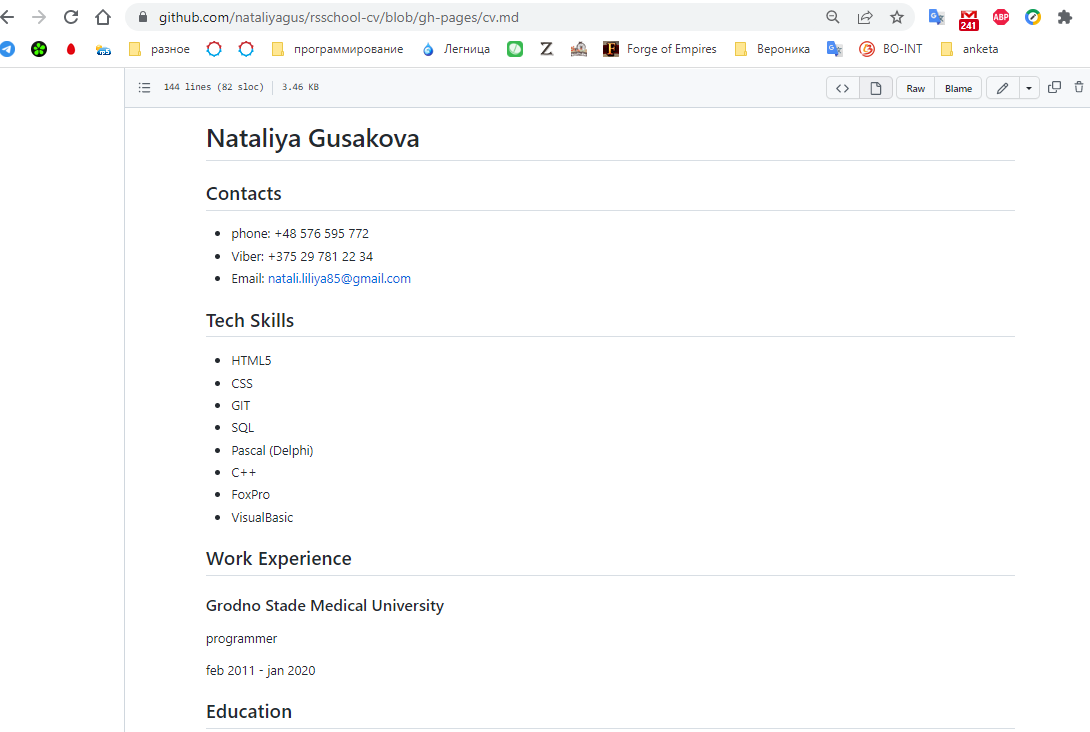 github.com/nataliyagus/rsschool-cv/blob/gh-pages/cv.md
241
ABP
разное программирование Легница Z Forge of Empires Вероника BO-INT anketa
144 lines (82 sloc) 3.46 KB Raw Blame
Nataliya Gusakova
Contacts
phone: +48 576 595 772
Viber: +375 29 781 22 34
Email: natali.liliya85@gmail.com
Tech Skills
HTML5
CSS
GIT
SQL
Pascal (Delphi)
C++
FoxPro
VisualBasic
Work Experience
Grodno Stade Medical University
programmer
feb 2011 - jan 2020
Education